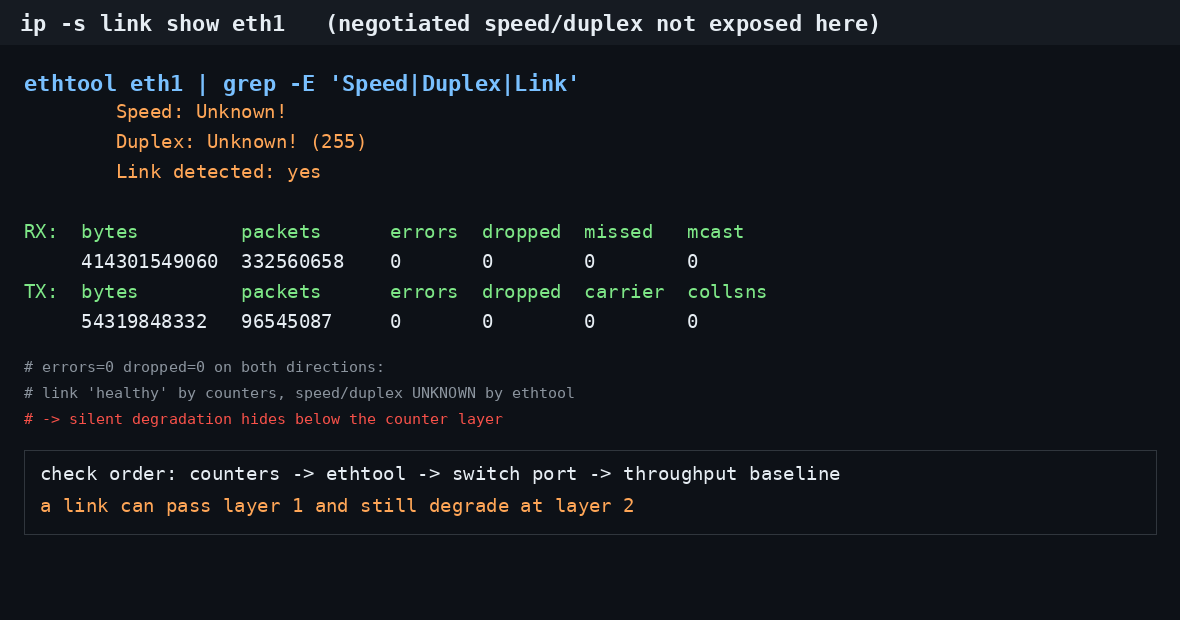 ip -s link show eth1   (negotiated speed/duplex not exposed here)
ethtool eth1 | grep -E 'Speed|Duplex|Link'
Speed: Unknown!
Duplex: Unknown! (255)
Link detected: yes
RX:  bytes         packets      errors  dropped  missed   mcast
414301549060  332560658    0       0        0        0
TX:  bytes         packets      errors  dropped  carrier  collsns
54319848332   96545087     0       0        0        0
# errors=0 dropped=0 on both directions:
# link 'healthy' by counters, speed/duplex UNKNOWN by ethtool
# -> silent degradation hides below the counter layer
check order: counters -> ethtool -> switch port -> throughput baseline
a link can pass layer 1 and still degrade at layer 2